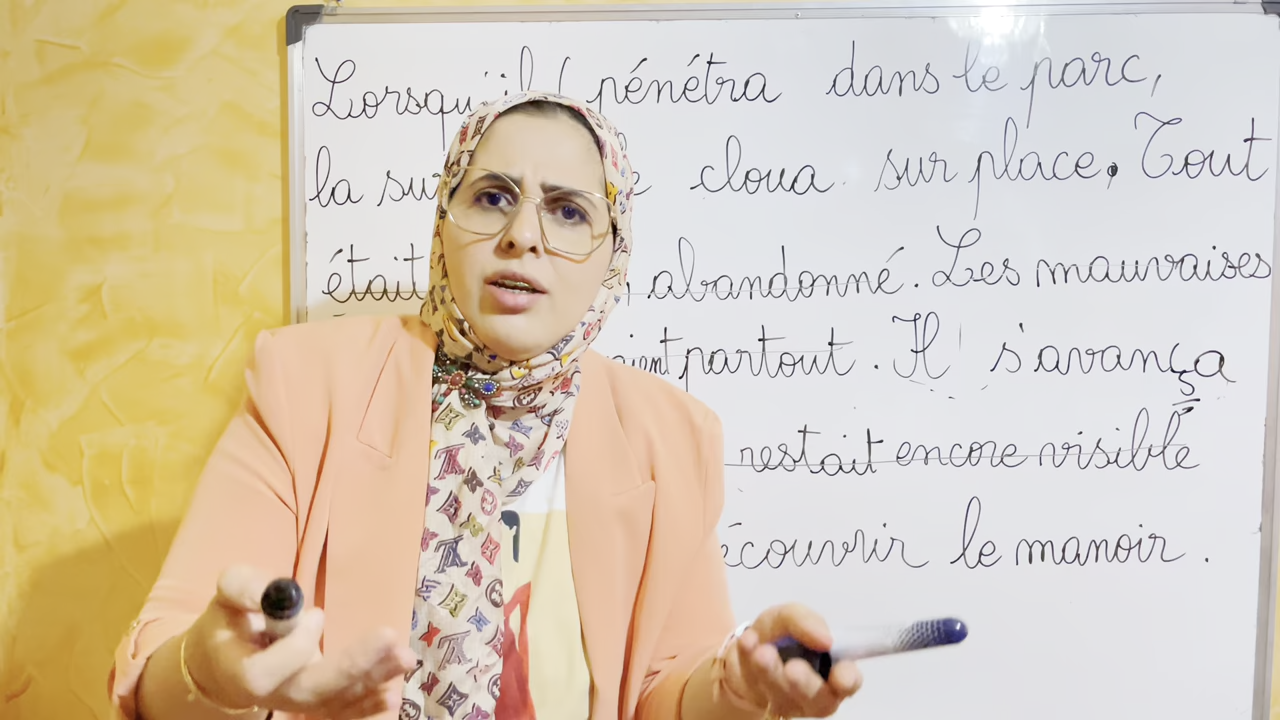 Lorsqu'il pénétra dans le parc,
la cloua sur place. Tout
était abandonné. Les mauvaises
partout. Il s'avança
restait encore visible
écouvrir le manoir.